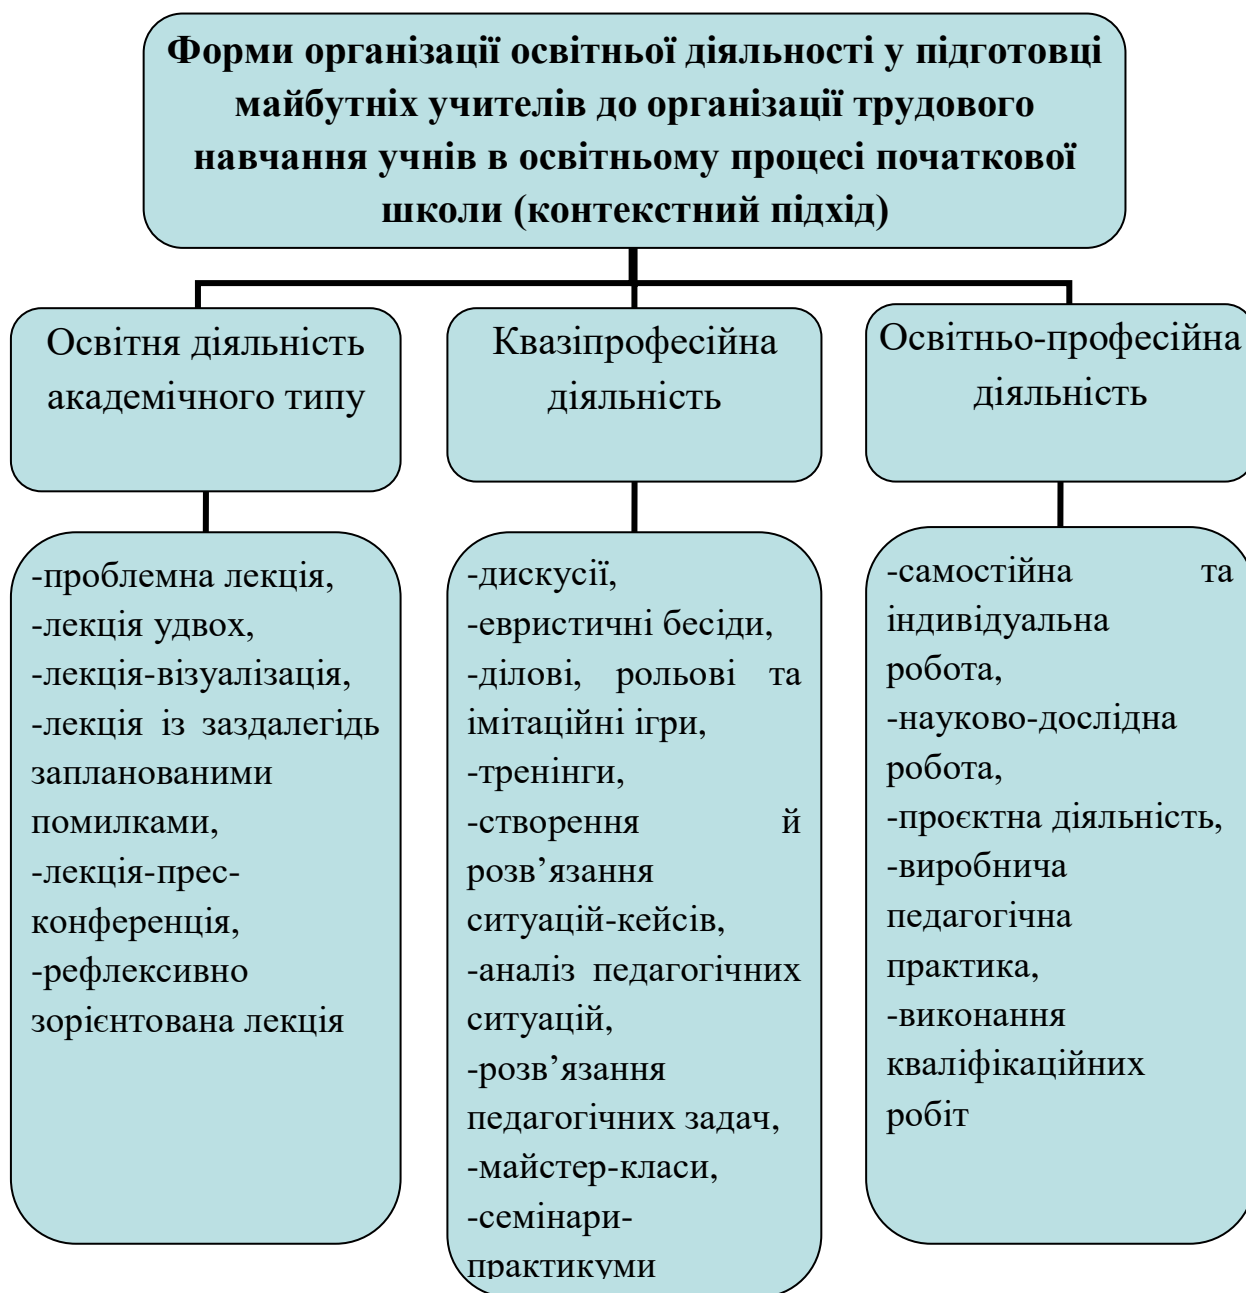 Форми організації освітньої діяльності у підготовці
майбутніх учителів до організації трудового
навчання учнів в освітньому процесі початкової
школи (контекстний підхід)
Освітня діяльність
академічного типу
Квазіпрофесійна
діяльність
Освітньо-професійна
діяльність
-проблемна лекція,
-лекція удвох,
-лекція-візуалізація,
-лекція із заздалегідь
запланованими
помилками,
-лекція-прес-
конференція,
-рефлексивно
зорієнтована лекція
-дискусії,
-евристичні бесіди,
-ділові, рольові та
імітаційні ігри,
-тренінги,
-створення й
розв’язання
ситуацій-кейсів,
-аналіз педагогічних
ситуацій,
-розв’язання
педагогічних задач,
-майстер-класи,
-семінари-
практикуми
-самостійна та
індивідуальна
робота,
-науково-дослідна
робота,
-проєктна діяльність,
-виробнича
педагогічна
практика,
-виконання
кваліфікаційних
робіт